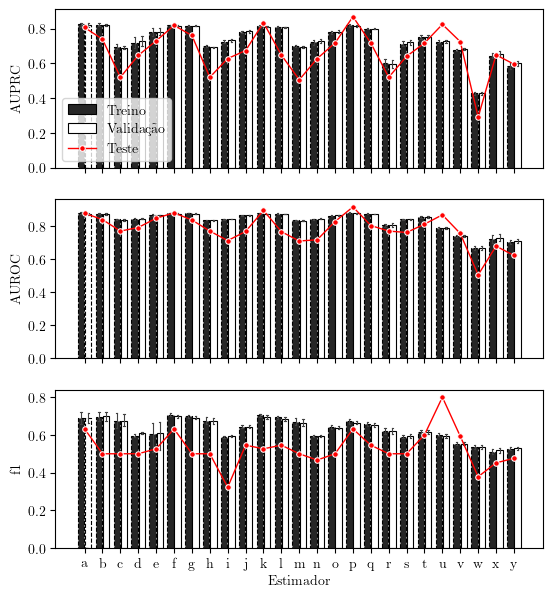 AUPRC
0.8
0.6
0.4
0.2
0.0
Treino
Validação
Teste
AUROC
0.8
0.6
0.4
0.2
0.0
f1
0.8
0.6
0.4
0.2
0.0
a b c d e f g h i j k l m n o p q r s t u v w x y
Estimador